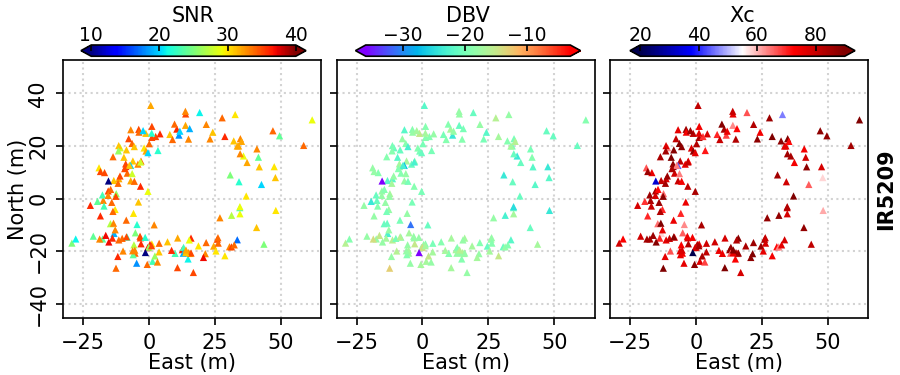 SNR DBV Xc
10 20 30 40 −30 −20 −10 20 40 60 80
40
20
0
−20
−40
North (m)
IR5209
−25 0 25 50 −25 0 25 50 −25 0 25 50
East (m) East (m) East (m)